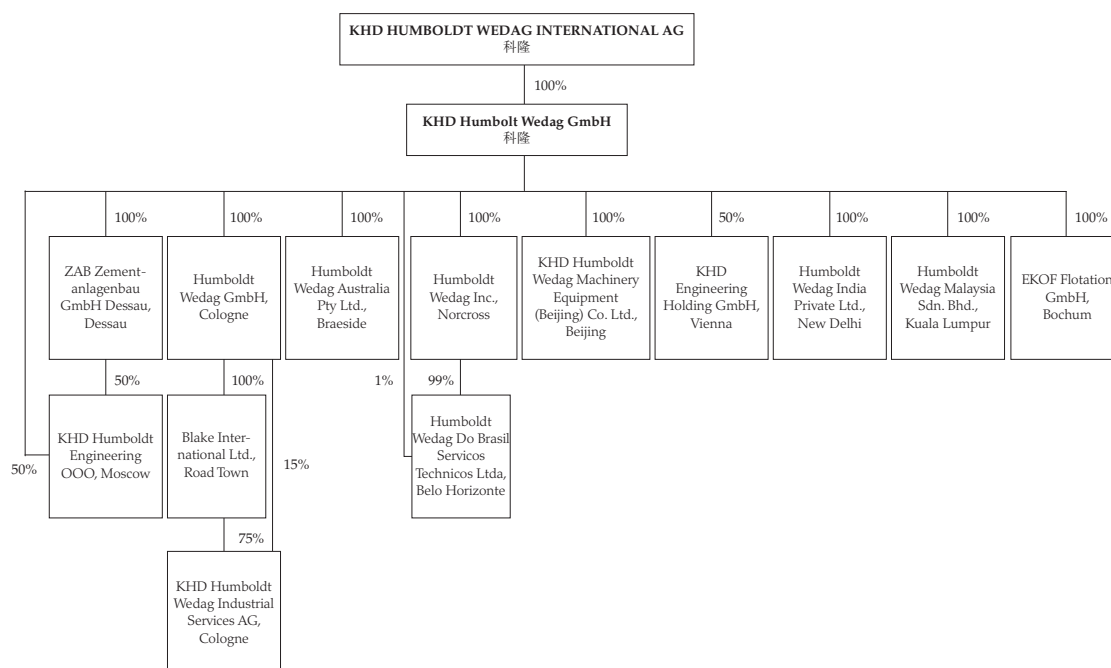 KHD HUMBOLDT WEDAG INTERNATIONAL AG
科隆
100%
KHD Humbolt Wedag GmbH
科隆
100%
100%
100%
100%
100%
50%
100%
100%
100%
ZAB Zement-
anlagenbau
GmbH Dessau,
Dessau
Humboldt
Wedag GmbH,
Cologne
Humboldt
Wedag Australia
Pty Ltd.,
Braeside
Humboldt
Wedag Inc.,
Norcross
KHD Humboldt
Wedag Machinery
Equipment
(Beijing) Co. Ltd.,
Beijing
KHD
Engineering
Holding GmbH,
Vienna
Humboldt
Wedag India
Private Ltd.,
New Delhi
Humboldt
Wedag Malaysia
Sdn. Bhd.,
Kuala Lumpur
EKOF Flotation
GmbH,
Bochum
50%
100%
1%
99%
KHD Humboldt
Engineering
OOO, Moscow
Blake Inter-
national Ltd.,
Road Town
Humboldt
Wedag Do Brasil
Servicos
Technicos Ltda,
Belo Horizonte
50%
15%
75%
KHD Humboldt
Wedag Industrial
Services AG,
Cologne